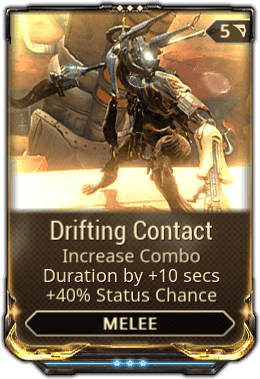 5
Drifting Contact
Increase Combo
Duration by +10 secs
+40% Status Chance
MELEE